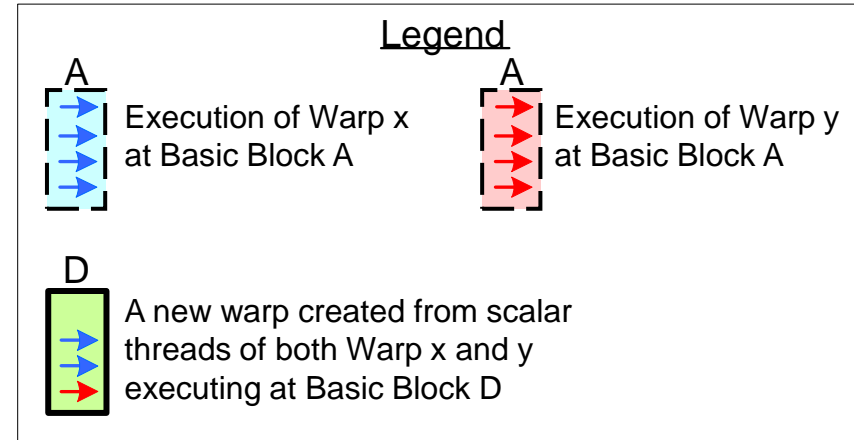 Legend
A
Execution of Warp x
at Basic Block A
A
Execution of Warp y
at Basic Block A
D
A new warp created from scalar
threads of both Warp x and y
executing at Basic Block D